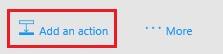 Add an action ··· More